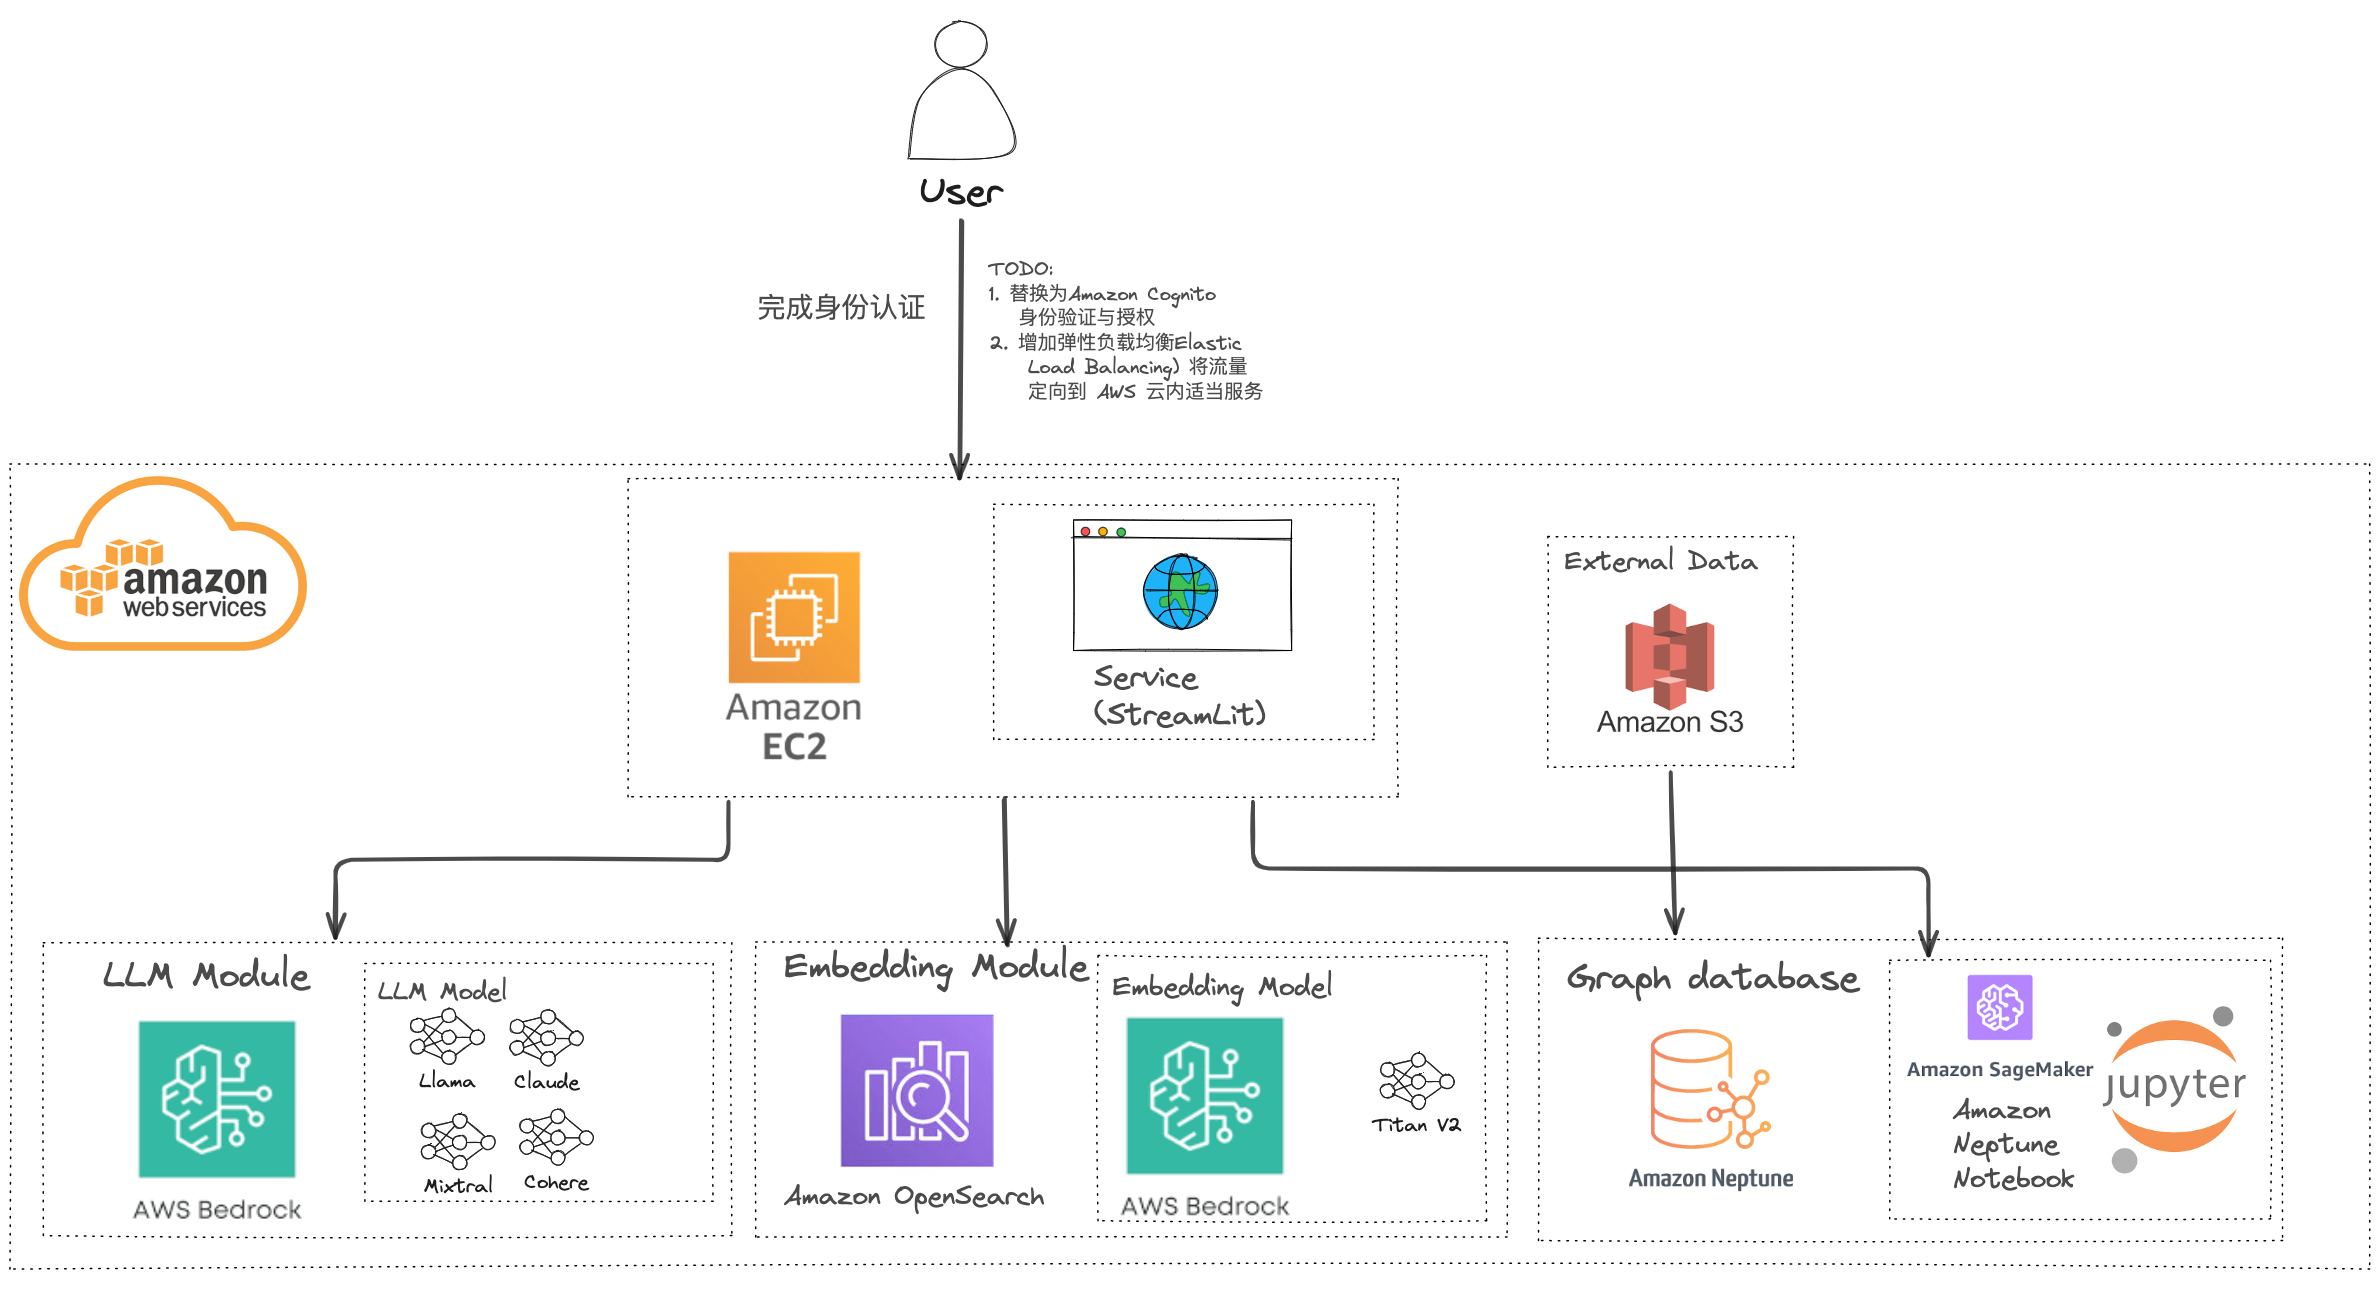 User
完成身份认证
TODO:
1. 替换为Amazon Cognito
身份验证与授权
2. 增加弹性负载均衡Elastic
Load Balancing) 将流量
定向到 AWS 云内适当服务
amazon
web services
Amazon
EC2
Service
(StreamLit)
External Data
Amazon S3
LLM Module
AWS Bedrock
LLM Model
Llama
Claude
Mixtral
Cohere
Embedding Module
Amazon OpenSearch
Embedding Model
AWS Bedrock
Titan V2
Graph database
Amazon Neptune
Amazon SageMaker
Amazon
Neptune
Notebook
jupyter